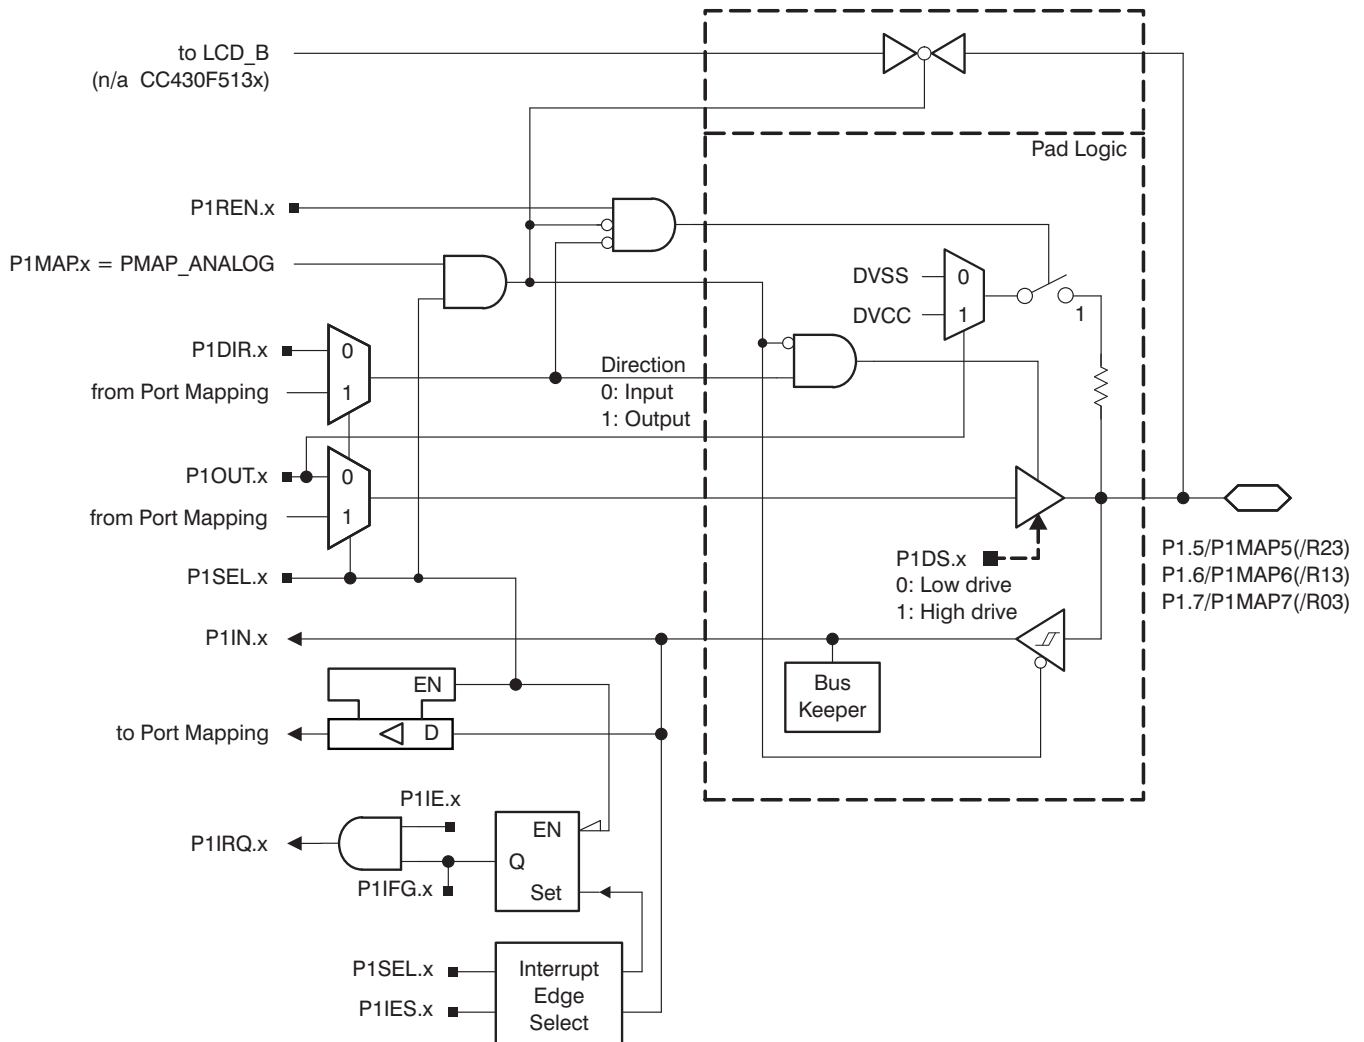 to LCD_B
(n/a CC430F513x)
Pad Logic
P1REN.x
P1MAP.x = PMAP_ANALOG
DVSS
0
DVCC
1
1
P1DIR.x
0
from Port Mapping
1
Direction
0: Input
1: Output
P1OUT.x
0
from Port Mapping
1
P1SEL.x
P1DS.x
0: Low drive
1: High drive
P1.5/P1MAP5(/R23)
P1.6/P1MAP6(/R13)
P1.7/P1MAP7(/R03)
P1IN.x
Bus
Keeper
EN
to Port Mapping
D
P1IE.x
P1IRQ.x
EN
Q
P1IFG.x
Set
P1SEL.x
P1IES.x
Interrupt
Edge
Select